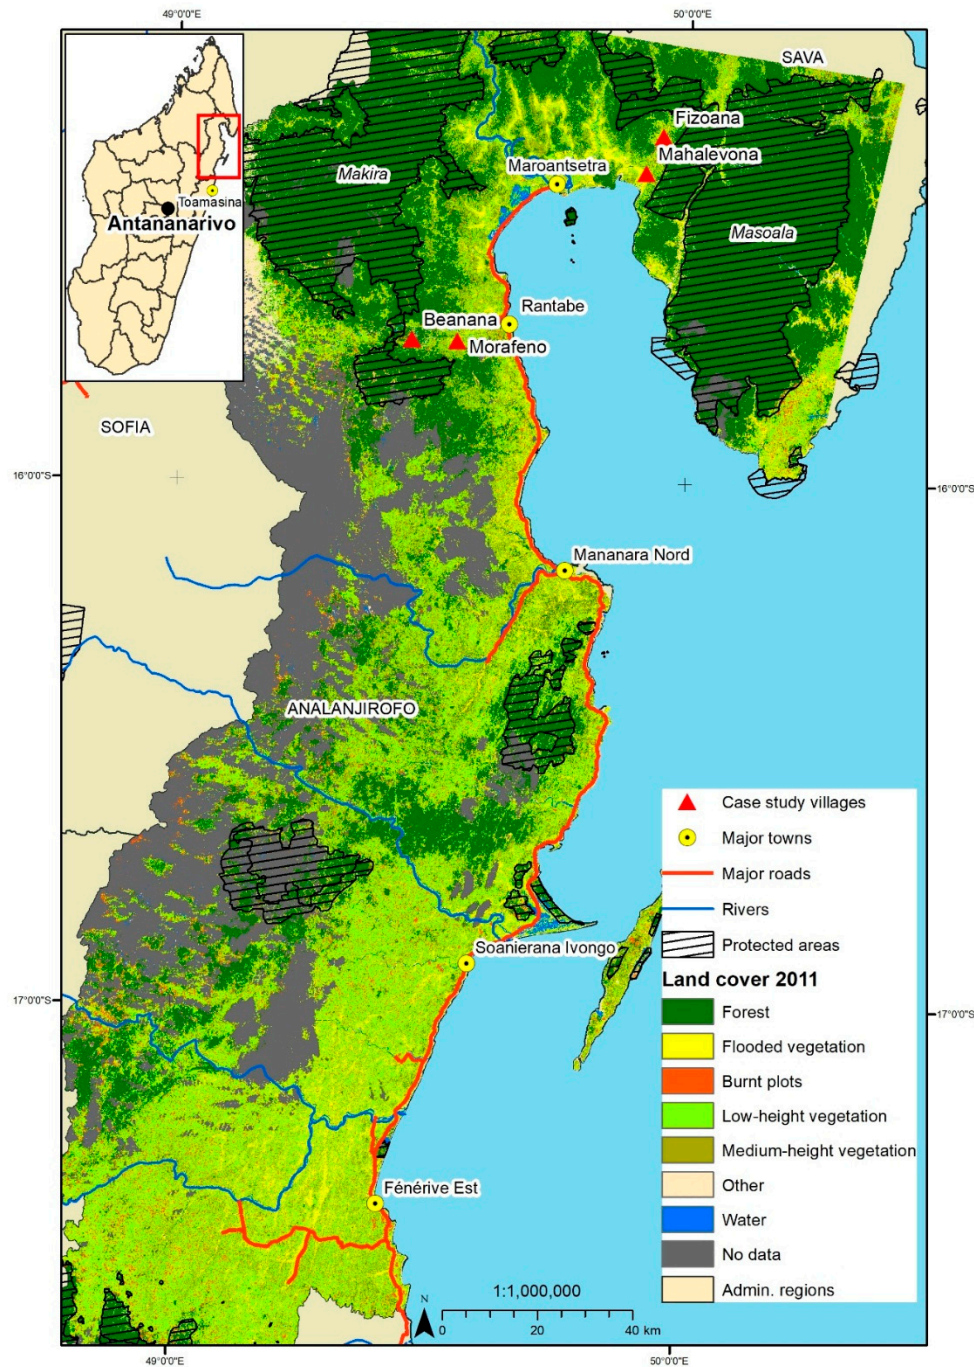 49°0'0"E
50°0'0"E
SAVA
Fizoana
Mahalevona
Maroantsetra
Makira
Toamasina
Antananarivo
Masoala
Beanana
Rantabe
Morafeno
SOFIA
16°0'0"S
16°0'0"S
Mananara Nord
ANALANJIROFO
Case study villages
Major towns
Major roads
Rivers
Protected areas
Soanierana Ivongo
Land cover 2011
17°0'0"S
17°0'0"S
Forest
Flooded vegetation
Burnt plots
Low-height vegetation
Medium-height vegetation
Fénérive Est
Other
Water
No data
Admin. regions
1:1,000,000
N
0 20 40 km
49°0'0"E
50°0'0"E